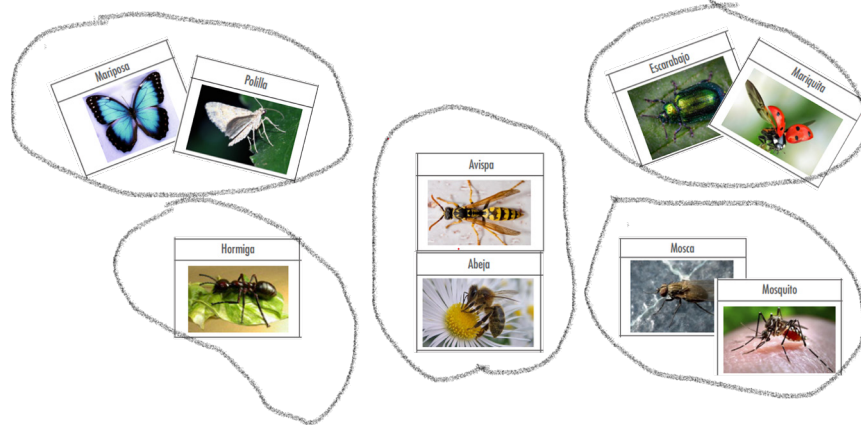 Mariposa
Polilla
Escarabajo
Mariquita
Avispa
Abeja
Hormiga
Mosca
Mosquito